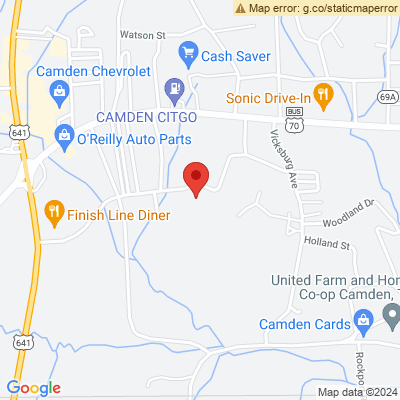 Map error: g.co/staticmaperror
Watson St
Cash Saver
Camden Chevrolet
Sonic Drive-In
69A
CAMDEN CITGO
BUS
70
641
O'Reilly Auto Parts
Vicksburg Ave
Finish Line Diner
Woodland Dr
Holland St
United Farm and Hom
Co-op Camden, T
Camden Cards
641
Rockpo
Google
Map data ©2024